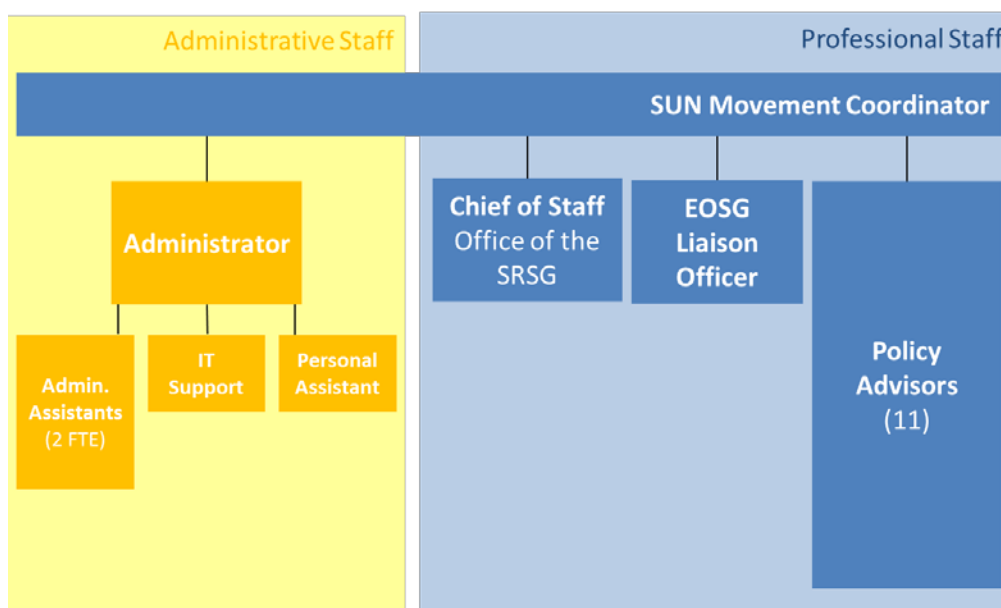 Administrative Staff
Professional Staff
SUN Movement Coordinator
Administrator
Chief of Staff
Office of the
SRSG
EOSG
Liaison
Officer
Policy
Advisors
(11)
Admin.
Assistants
(2 FTE)
IT
Support
Personal
Assistant